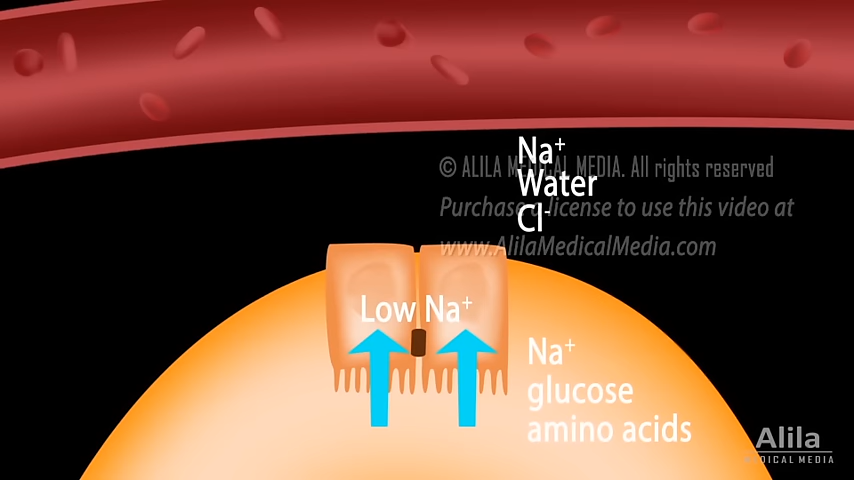 Na⁺
© ALILA MEDICAL MEDIA. All rights reserved
Water
Purchase a license to use this video at
Cl⁻
www.AlilaMedicalMedia.com
Low Na⁺
Na⁺
glucose
amino acids
Alila
MEDICAL MEDIA